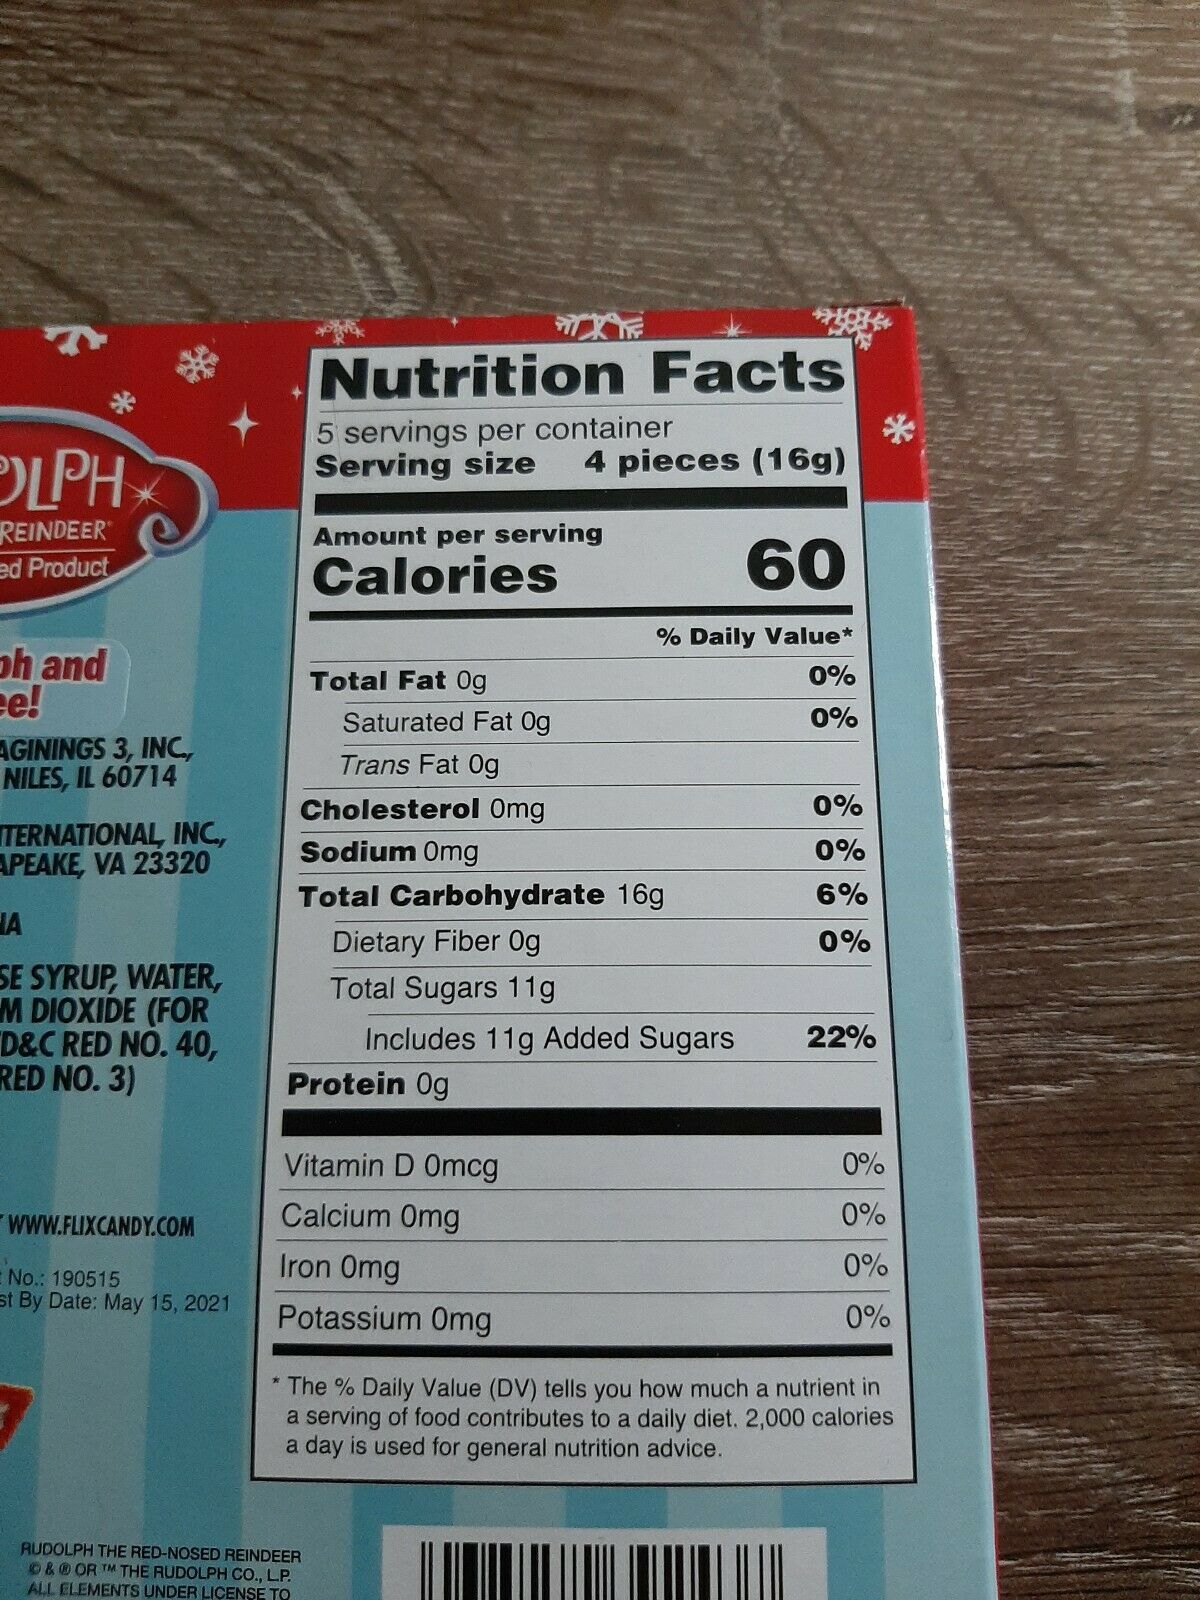 Nutrition Facts
5 servings per container
Serving size 4 pieces (16g)
Amount per serving
Calories 60
% Daily Value*
Total Fat 0g 0%
Saturated Fat 0g 0%
Trans Fat 0g
Cholesterol 0mg 0%
Sodium 0mg 0%
Total Carbohydrate 16g 6%
Dietary Fiber 0g 0%
Total Sugars 11g
Includes 11g Added Sugars 22%
Protein 0g
Vitamin D 0mcg 0%
Calcium 0mg 0%
Iron 0mg 0%
Potassium 0mg 0%
* The % Daily Value (DV) tells you how much a nutrient in
a serving of food contributes to a daily diet. 2,000 calories
a day is used for general nutrition advice.
OLPH
REINDEER®
ed Product
ph and
ee!
AGININGS 3, INC,
NILES, IL 60714
TERNATIONAL, INC.,
APEAKE, VA 23320
NA
SE SYRUP, WATER,
M DIOXIDE (FOR
D&C RED NO. 40,
RED NO. 3)
WWW.FLIXCANDY.COM
No.: 190515
st By Date: May 15, 2021
RUDOLPH THE RED-NOSED REINDEER
© & ® OR ™ THE RUDOLPH CO., L.P.
ALL ELEMENTS UNDER LICENSE TO